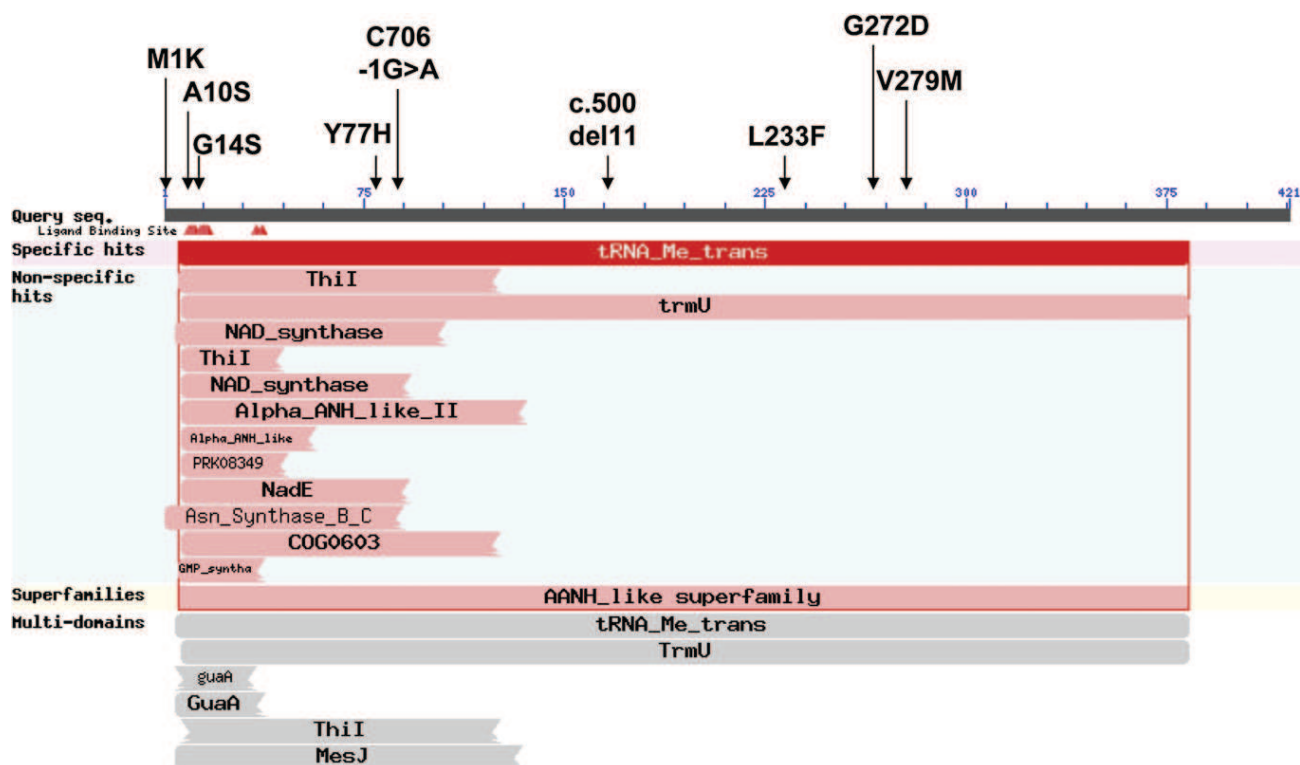 G272D
C706
-1G>A
M1K
V279M
A10S
c.500
del11
Y77H
L233F
G14S
1 75 150 225 300 375 421
Query seq.
Ligand Binding Site
Specific hits tRNA_Me_trans
Non-specific
hits
ThiI
trmU
NAD_synthase
ThiI
NAD_synthase
Alpha_ANH_like_II
Alpha_ANH_like
PRK08349
NadE
Asn_Synthase_B_C
COG0603
GMP_syntha
Superfamilies AANH_like superfamily
Multi-domains tRNA_Me_trans
TrmU
guaA
GuaA
ThiI
MesJ